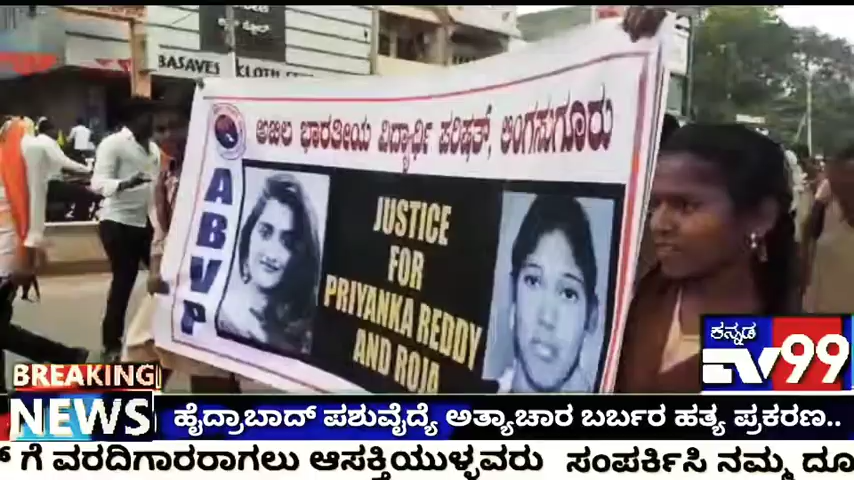 BASAVES KLOTH
ಅಖಿಲ ಭಾರತೀಯ ವಿದ್ಯಾರ್ಥಿ ಪರಿಷತ್, ಲಿಂಗಸುಗೂರು
ABVP
JUSTICE
FOR
PRIYANKA REDDY
AND ROJA
ಕನ್ನಡ
TV99
BREAKING
NEWS
ಹೈದ್ರಾಬಾದ್ ಪಶುವೈದ್ಯೆ ಅತ್ಯಾಚಾರ ಬರ್ಬರ ಹತ್ಯ ಪ್ರಕರಣ..
ಗೆ ವರದಿಗಾರರಾಗಲು ಆಸಕ್ತಿಯುಳ್ಳವರು ಸಂಪರ್ಕಿಸಿ ನಮ್ಮ ದೂ